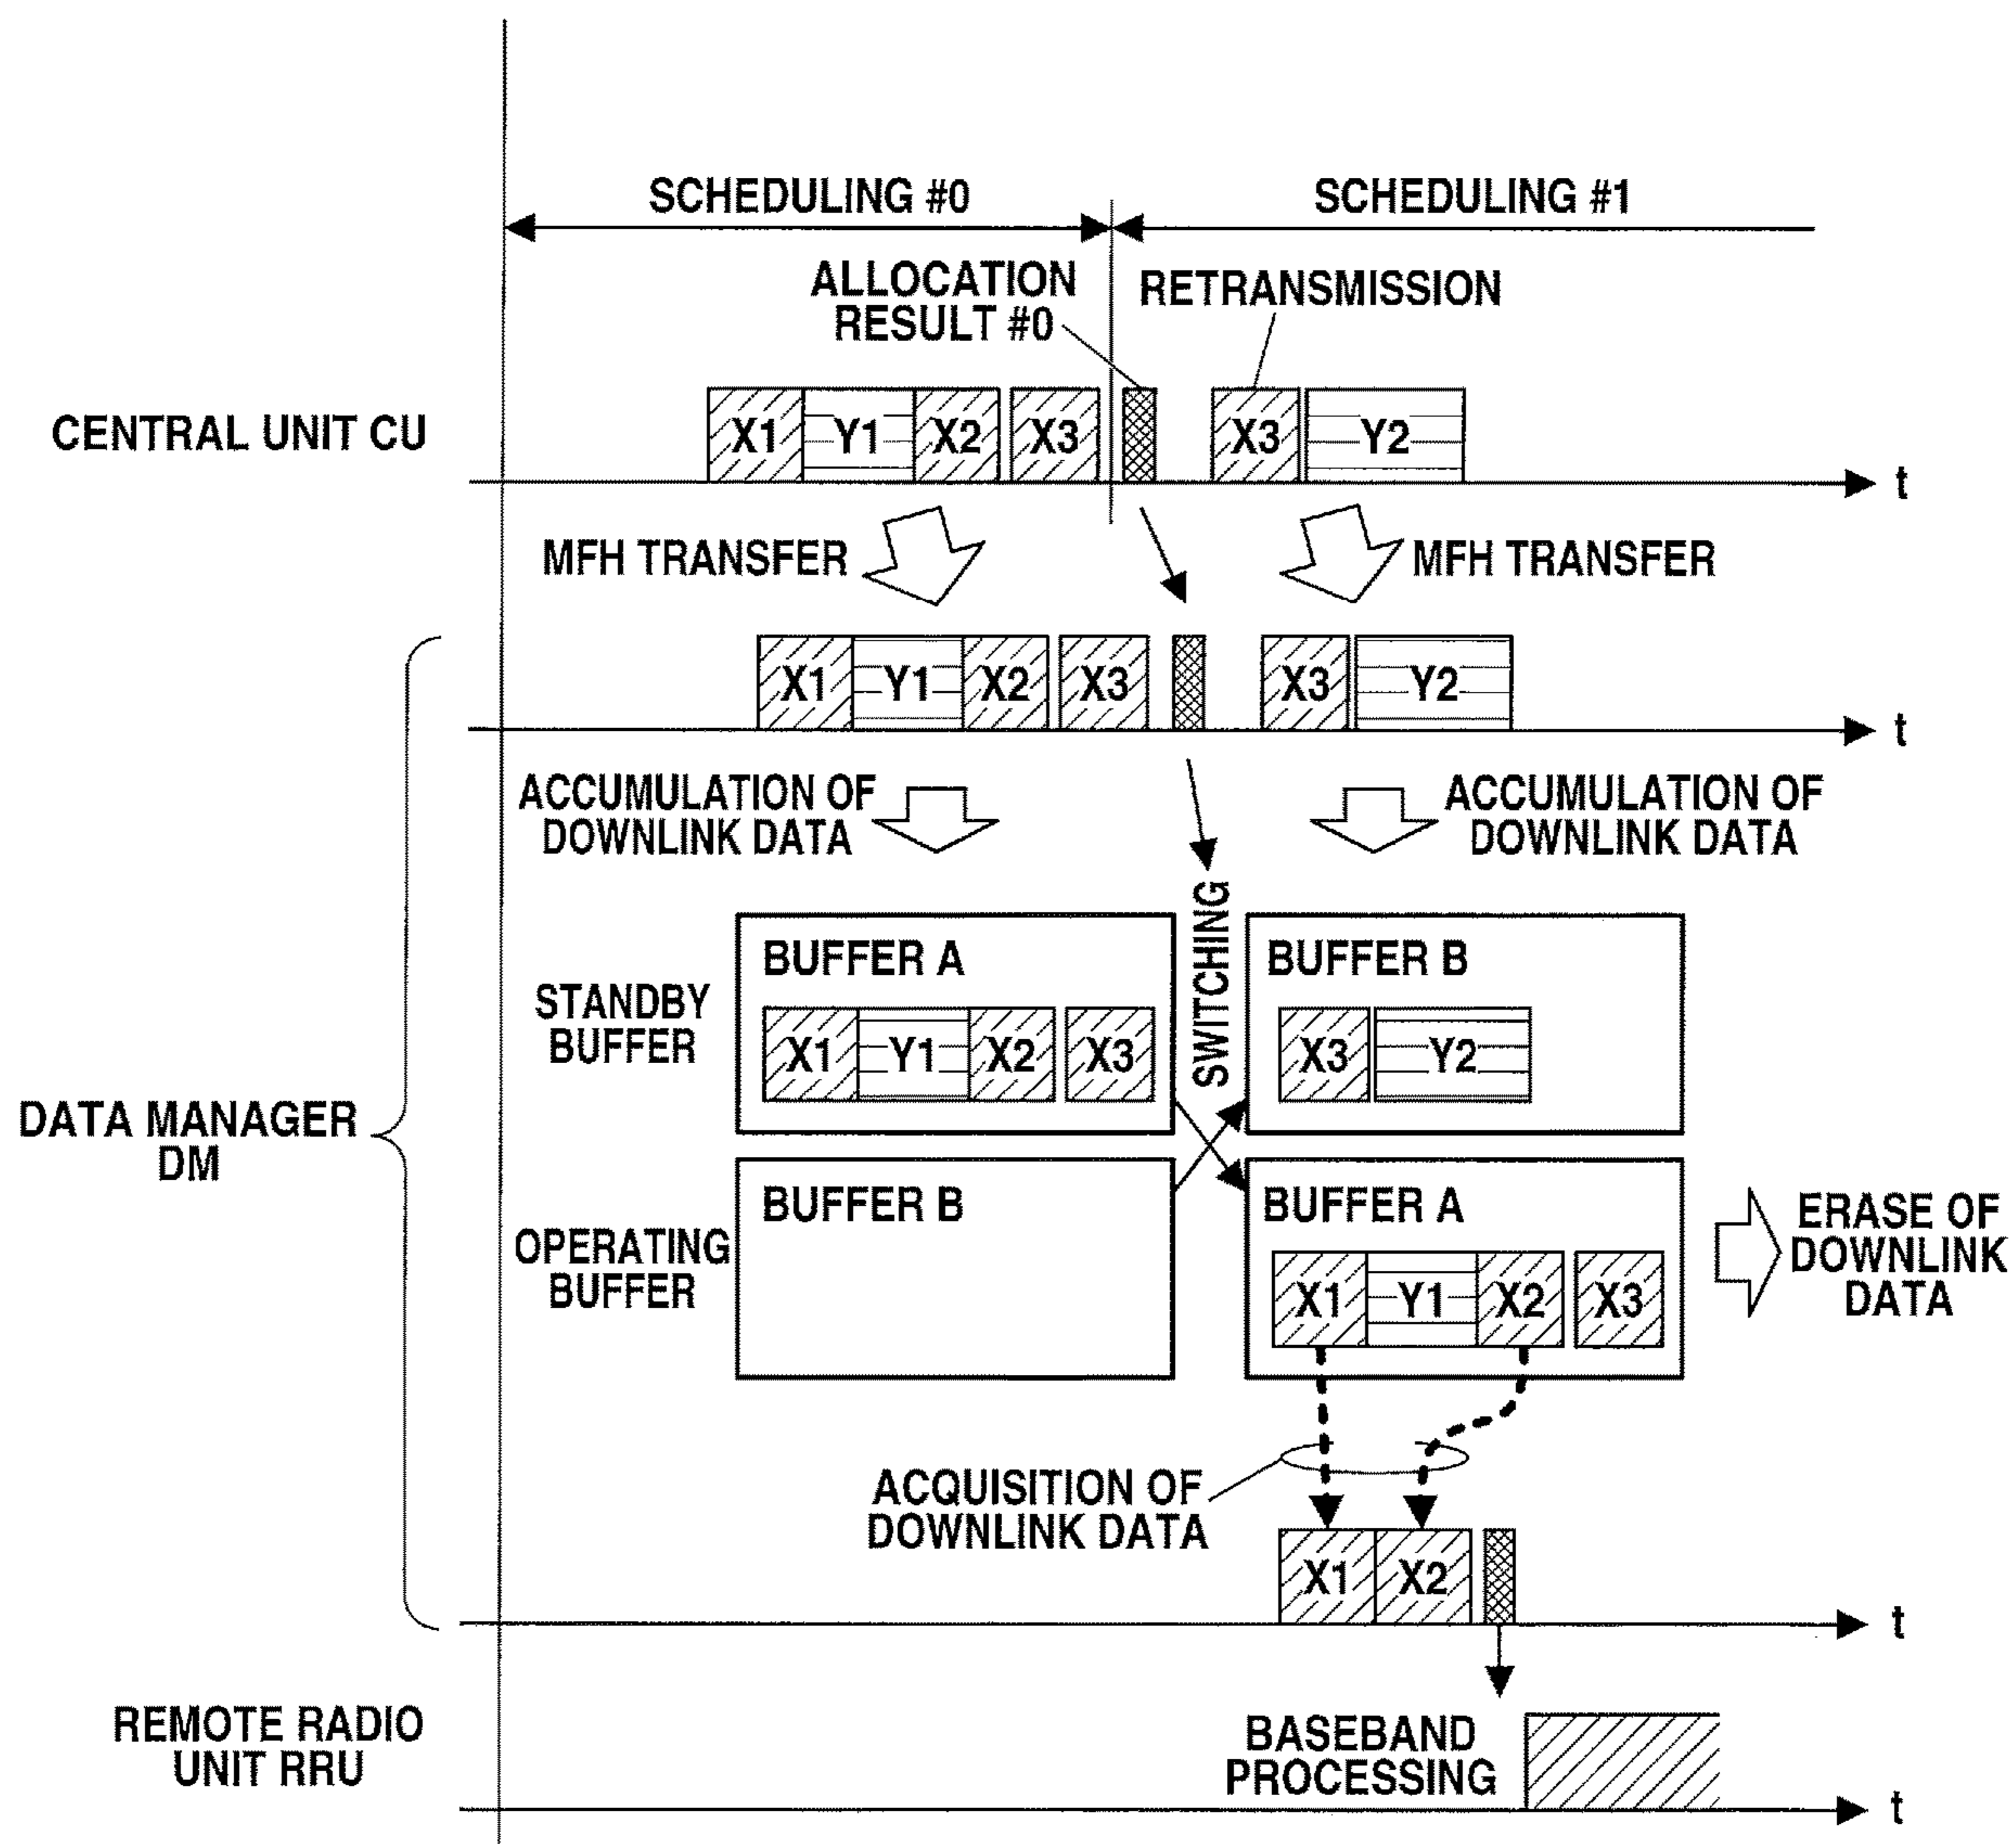 SCHEDULING #0
SCHEDULING #1
ALLOCATION
RESULT #0
RETRANSMISSION
CENTRAL UNIT CU
X1 Y1 X2 X3
X3 Y2
t
MFH TRANSFER
MFH TRANSFER
X1 Y1 X2 X3
X3 Y2
t
ACCUMULATION OF
DOWNLINK DATA
ACCUMULATION OF
DOWNLINK DATA
SWITCHING
DATA MANAGER
DM
STANDBY
BUFFER
BUFFER A
X1 Y1 X2 X3
BUFFER B
X3 Y2
OPERATING
BUFFER
BUFFER B
BUFFER A
X1 Y1 X2 X3
ERASE OF
DOWNLINK
DATA
ACQUISITION OF
DOWNLINK DATA
X1 X2
t
REMOTE RADIO
UNIT RRU
BASEBAND
PROCESSING
t